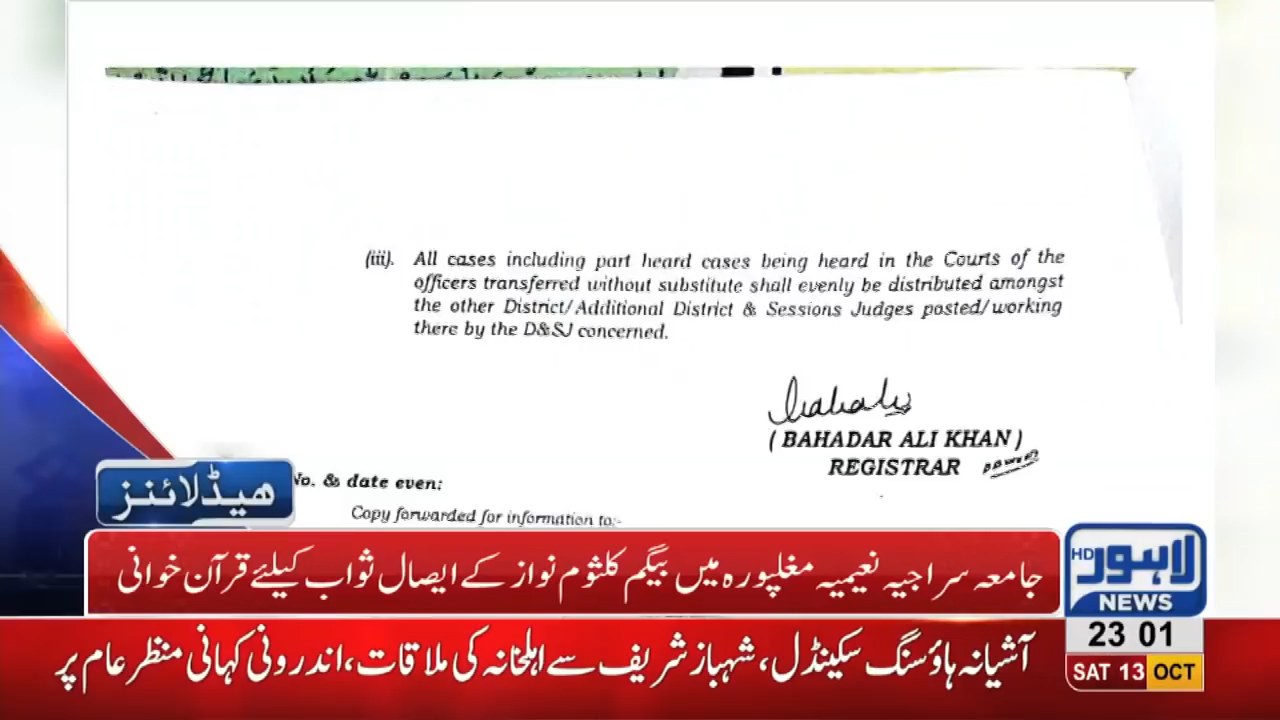 (iii). All cases including part heard cases being heard in the Courts of the
officers transferred without substitute shall evenly be distributed amongst
the other District/Additional District & Sessions Judges posted/working
there by the D&SJ concerned.
( BAHADAR ALI KHAN )
REGISTRAR
No. & date even:
Copy forwarded for information to:-
ھیڈلائنز
جامعہ سراجیہ نعیمیہ مغلپورہ میں بیگم کلثوم نواز کے ایصال ثواب کیلئے قرآن خوانی
HD لاہور
NEWS
23 01
آشیانہ ہاؤسنگ سکینڈل، شہباز شریف سے اہلخانہ کی ملاقات، اندرونی کہانی منظر عام پر
SAT 13 OCT